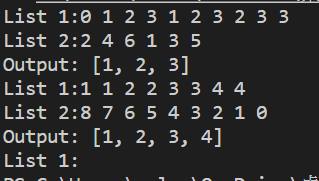 List 1:0 1 2 3 1 2 3 2 3 3
List 2:2 4 6 1 3 5
Output: [1, 2, 3]
List 1:1 1 2 2 3 3 4 4
List 2:8 7 6 5 4 3 2 1 0
Output: [1, 2, 3, 4]
List 1: